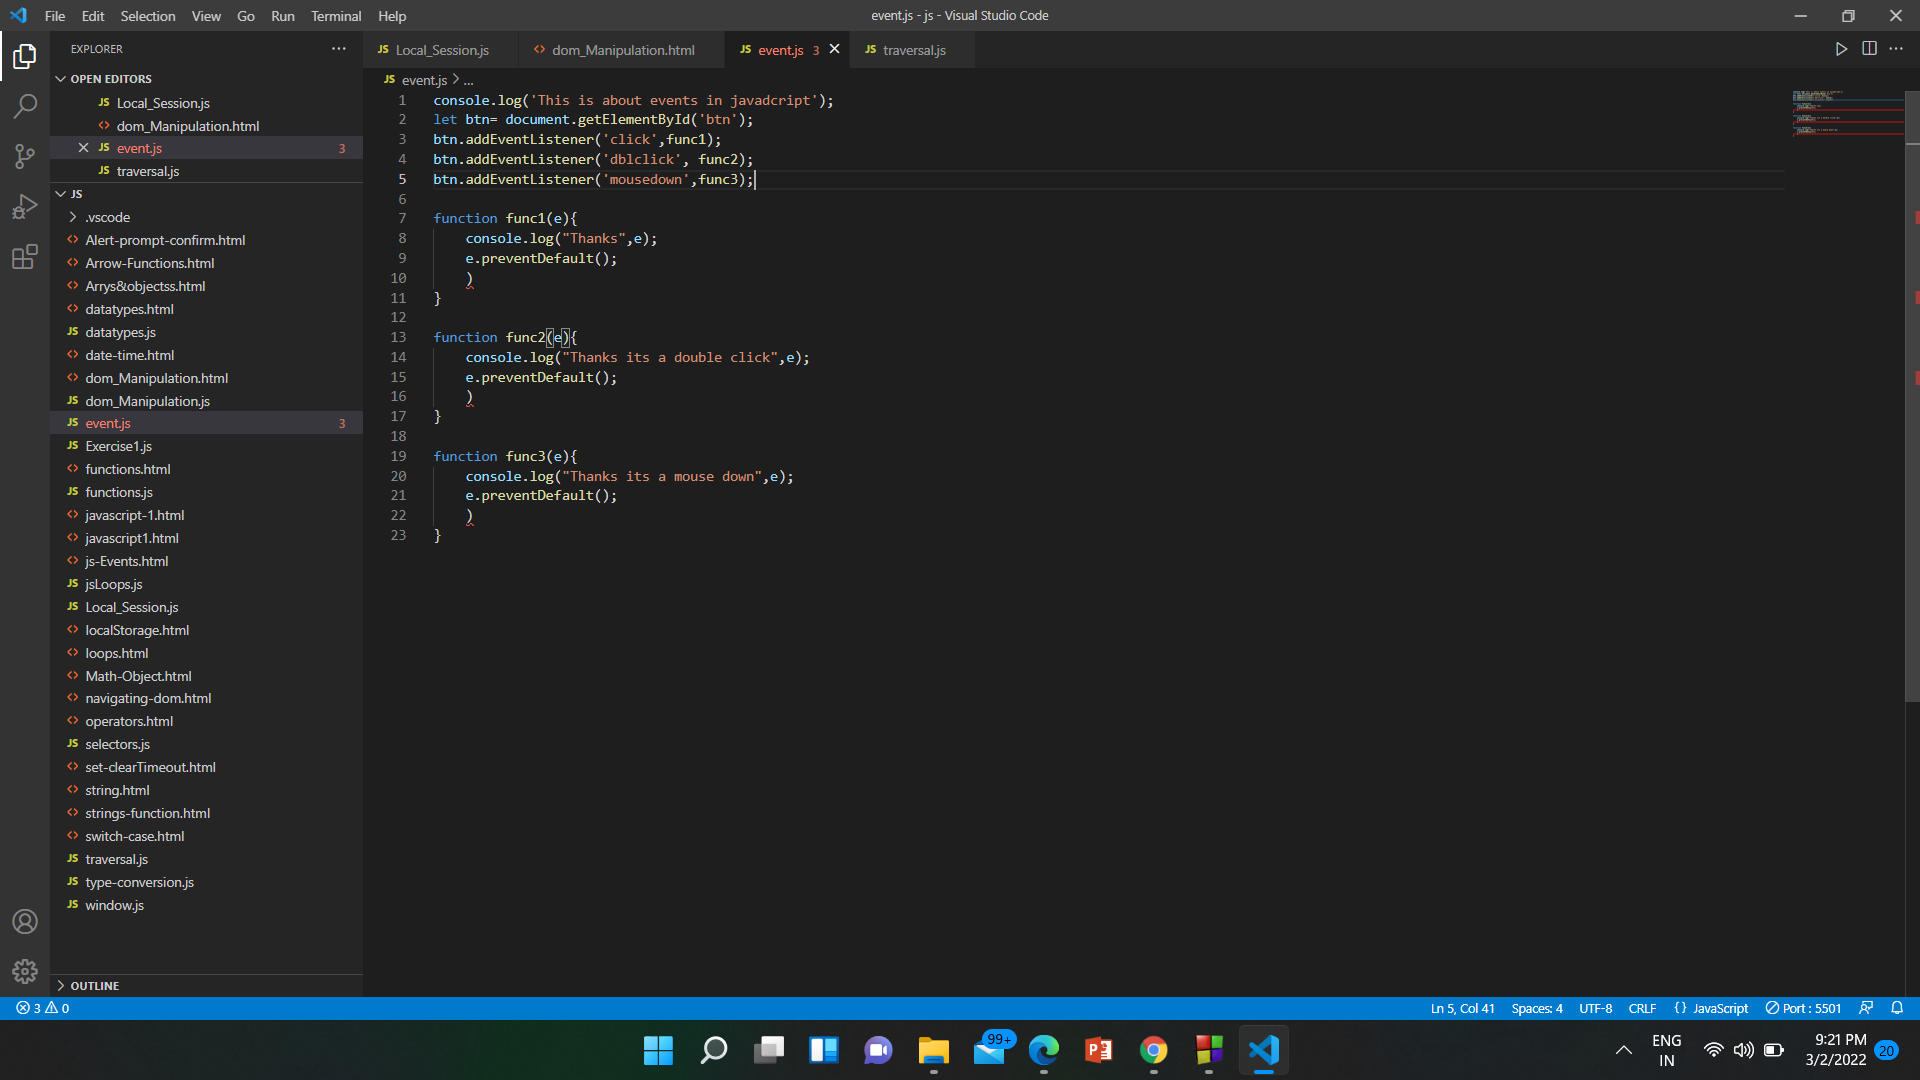 File Edit Selection View Go Run Terminal Help
event.js - js - Visual Studio Code
EXPLORER
OPEN EDITORS
JS Local_Session.js
dom_Manipulation.html
JS event.js 3
JS traversal.js
JS
.vscode
Alert-prompt-confirm.html
Arrow-Functions.html
Arrys&objectss.html
datatypes.html
JS datatypes.js
date-time.html
dom_Manipulation.html
JS dom_Manipulation.js
JS event.js 3
JS Exercise1.js
functions.html
JS functions.js
javascript-1.html
javascript1.html
js-Events.html
JS jsLoops.js
JS Local_Session.js
localStorage.html
loops.html
Math-Object.html
navigating-dom.html
operators.html
JS selectors.js
set-clearTimeout.html
string.html
strings-function.html
switch-case.html
JS traversal.js
JS type-conversion.js
JS window.js
OUTLINE
JS Local_Session.js
dom_Manipulation.html
JS event.js 3
JS traversal.js
JS event.js > ...
1 console.log('This is about events in javadcript');
2 let btn= document.getElementById('btn');
3 btn.addEventListener('click',func1);
4 btn.addEventListener('dblclick', func2);
5 btn.addEventListener('mousedown',func3);
6
7 function func1(e){
8 console.log("Thanks",e);
9 e.preventDefault();
10 )
11 }
12
13 function func2(e){
14 console.log("Thanks its a double click",e);
15 e.preventDefault();
16 )
17 }
18
19 function func3(e){
20 console.log("Thanks its a mouse down",e);
21 e.preventDefault();
22 )
23 }
3 0
Ln 5, Col 41 Spaces: 4 UTF-8 CRLF {} JavaScript Port : 5501
99+
P
ENG
IN
9:21 PM
3/2/2022
20